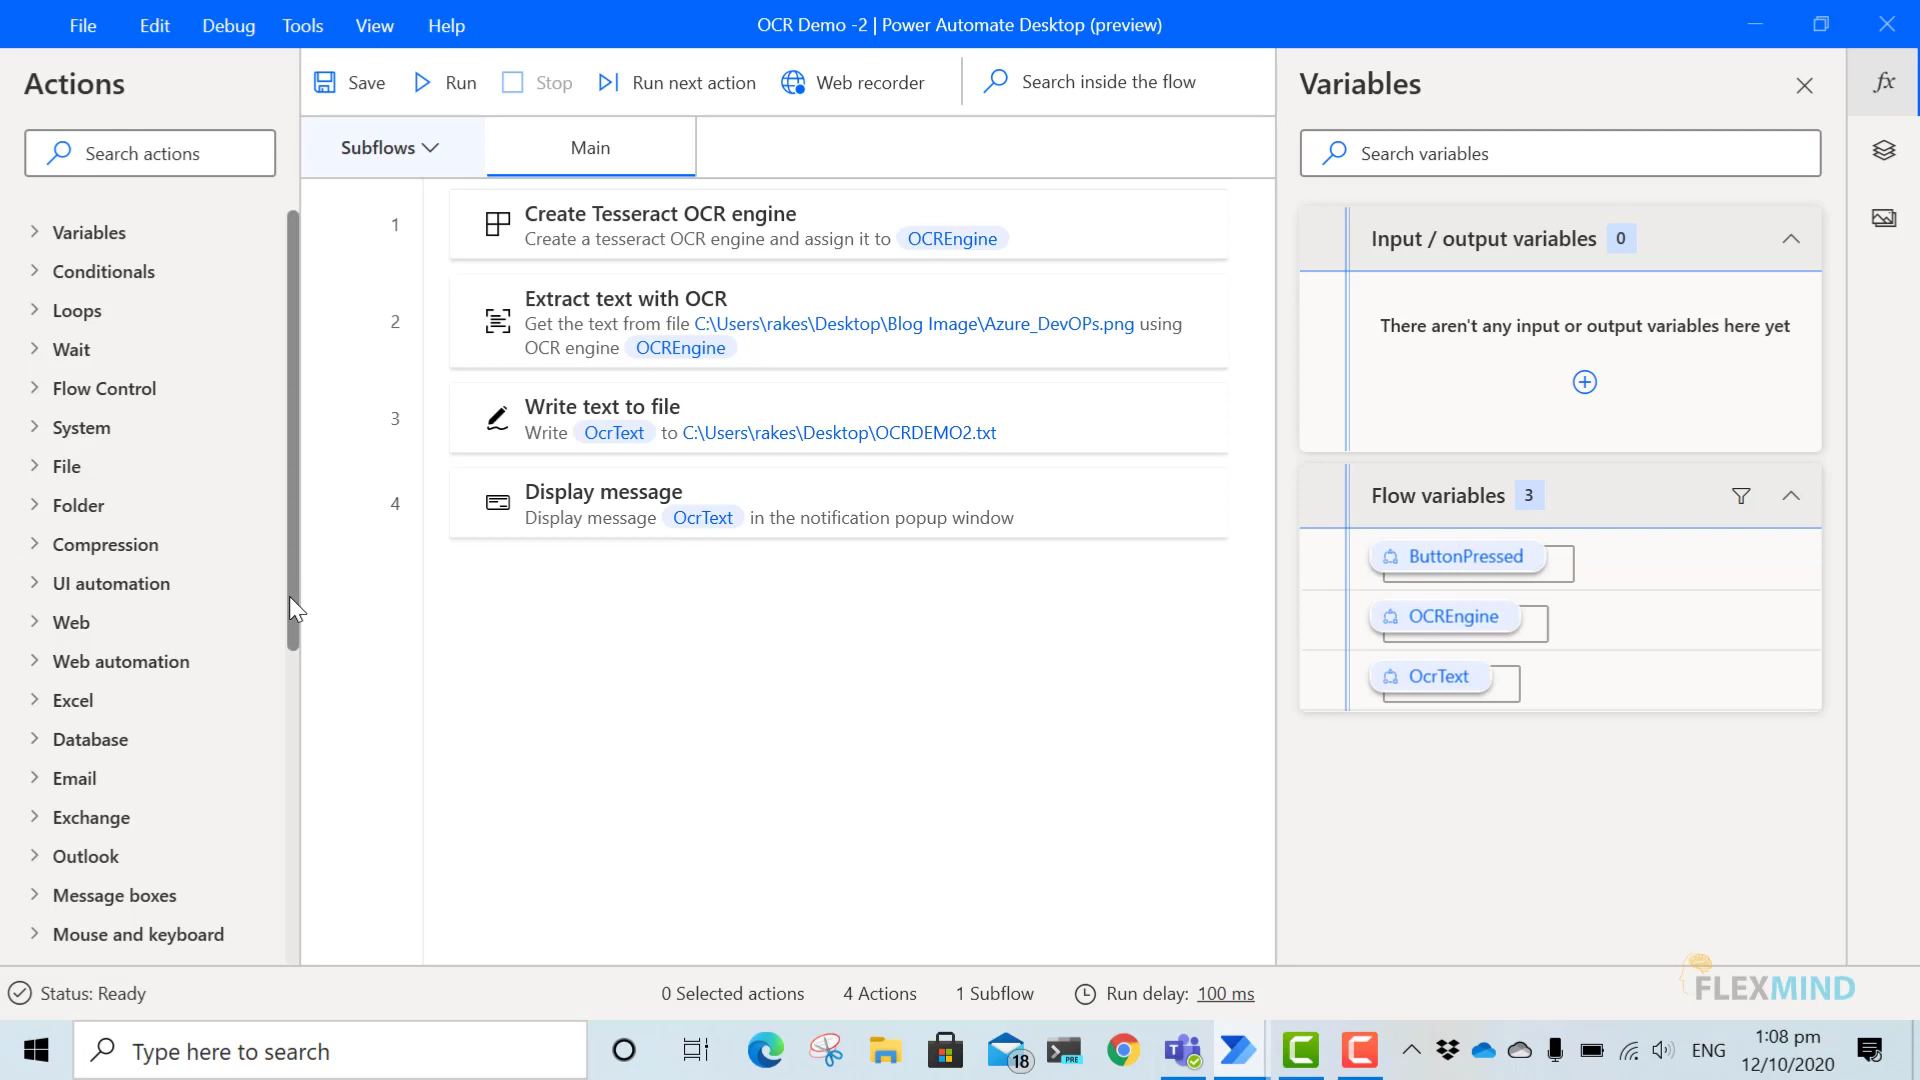 File Edit Debug Tools View Help
OCR Demo -2 | Power Automate Desktop (preview)
Actions
Search actions
Variables
Conditionals
Loops
Wait
Flow Control
System
File
Folder
Compression
UI automation
Web
Web automation
Excel
Database
Email
Exchange
Outlook
Message boxes
Mouse and keyboard
Save Run Stop Run next action Web recorder Search inside the flow
Subflows Main
1
Create Tesseract OCR engine
Create a tesseract OCR engine and assign it to OCREngine
2
Extract text with OCR
Get the text from file C:\Users\rakes\Desktop\Blog Image\Azure_DevOPs.png using
OCR engine OCREngine
3
Write text to file
Write OcrText to C:\Users\rakes\Desktop\OCRDEMO2.txt
4
Display message
Display message OcrText in the notification popup window
Variables
fx
Search variables
Input / output variables 0
There aren't any input or output variables here yet
Flow variables 3
ButtonPressed
OCREngine
OcrText
Status: Ready 0 Selected actions 4 Actions 1 Subflow Run delay: 100 ms
FLEXMIND
Type here to search
18
PRE
ENG
1:08 pm
12/10/2020